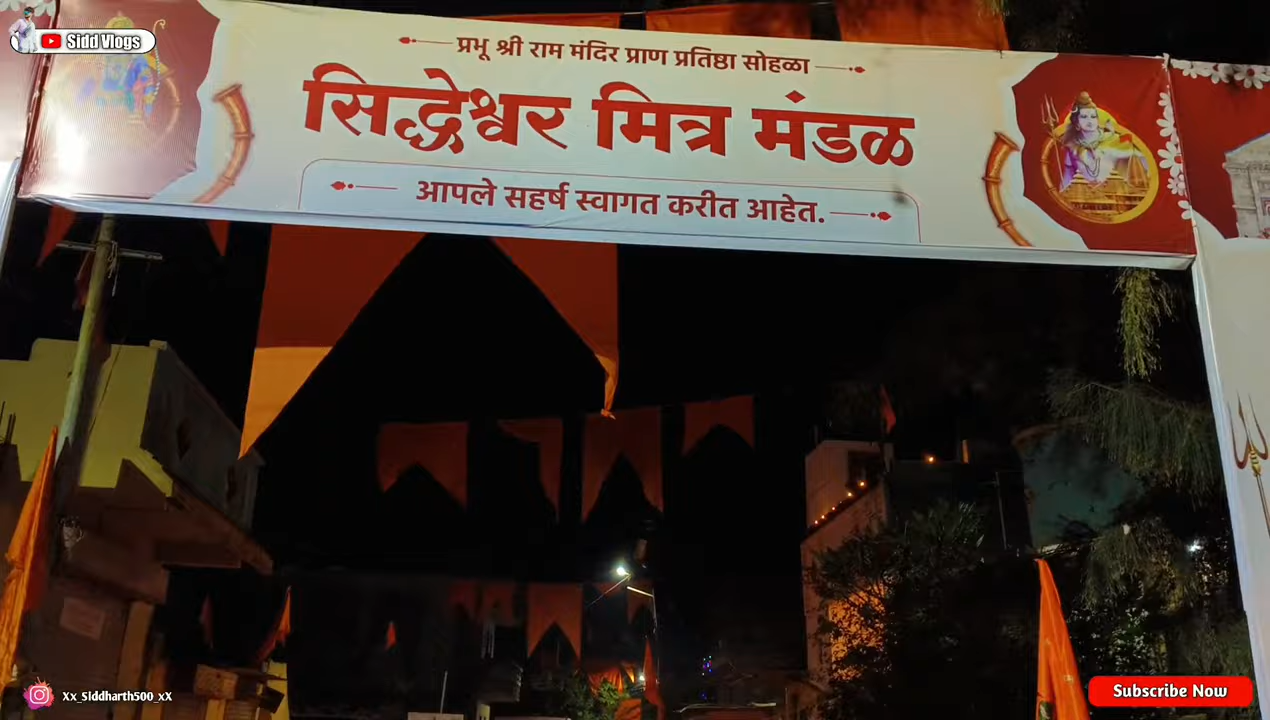 Sidd Vlogs
प्रभू श्री राम मंदिर प्राण प्रतिष्ठा सोहळा
सिद्धेश्वर मित्र मंडळ
आपले सहर्ष स्वागत करीत आहेत.
Xx_Siddharth500_xX
Subscribe Now